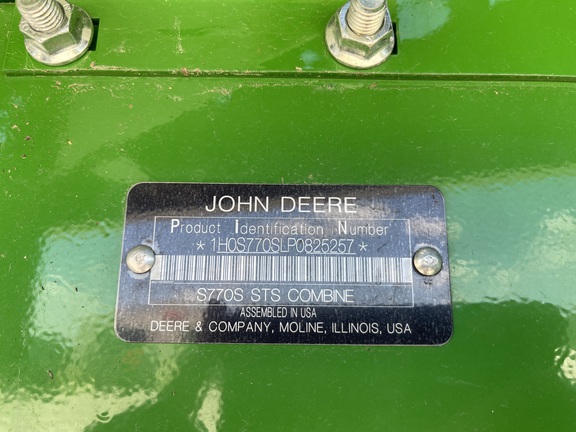 JOHN DEERE
Product Identification Number
*1H0S770SLP0825257*
S770S STS COMBINE
ASSEMBLED IN USA
DEERE & COMPANY, MOLINE, ILLINOIS, USA